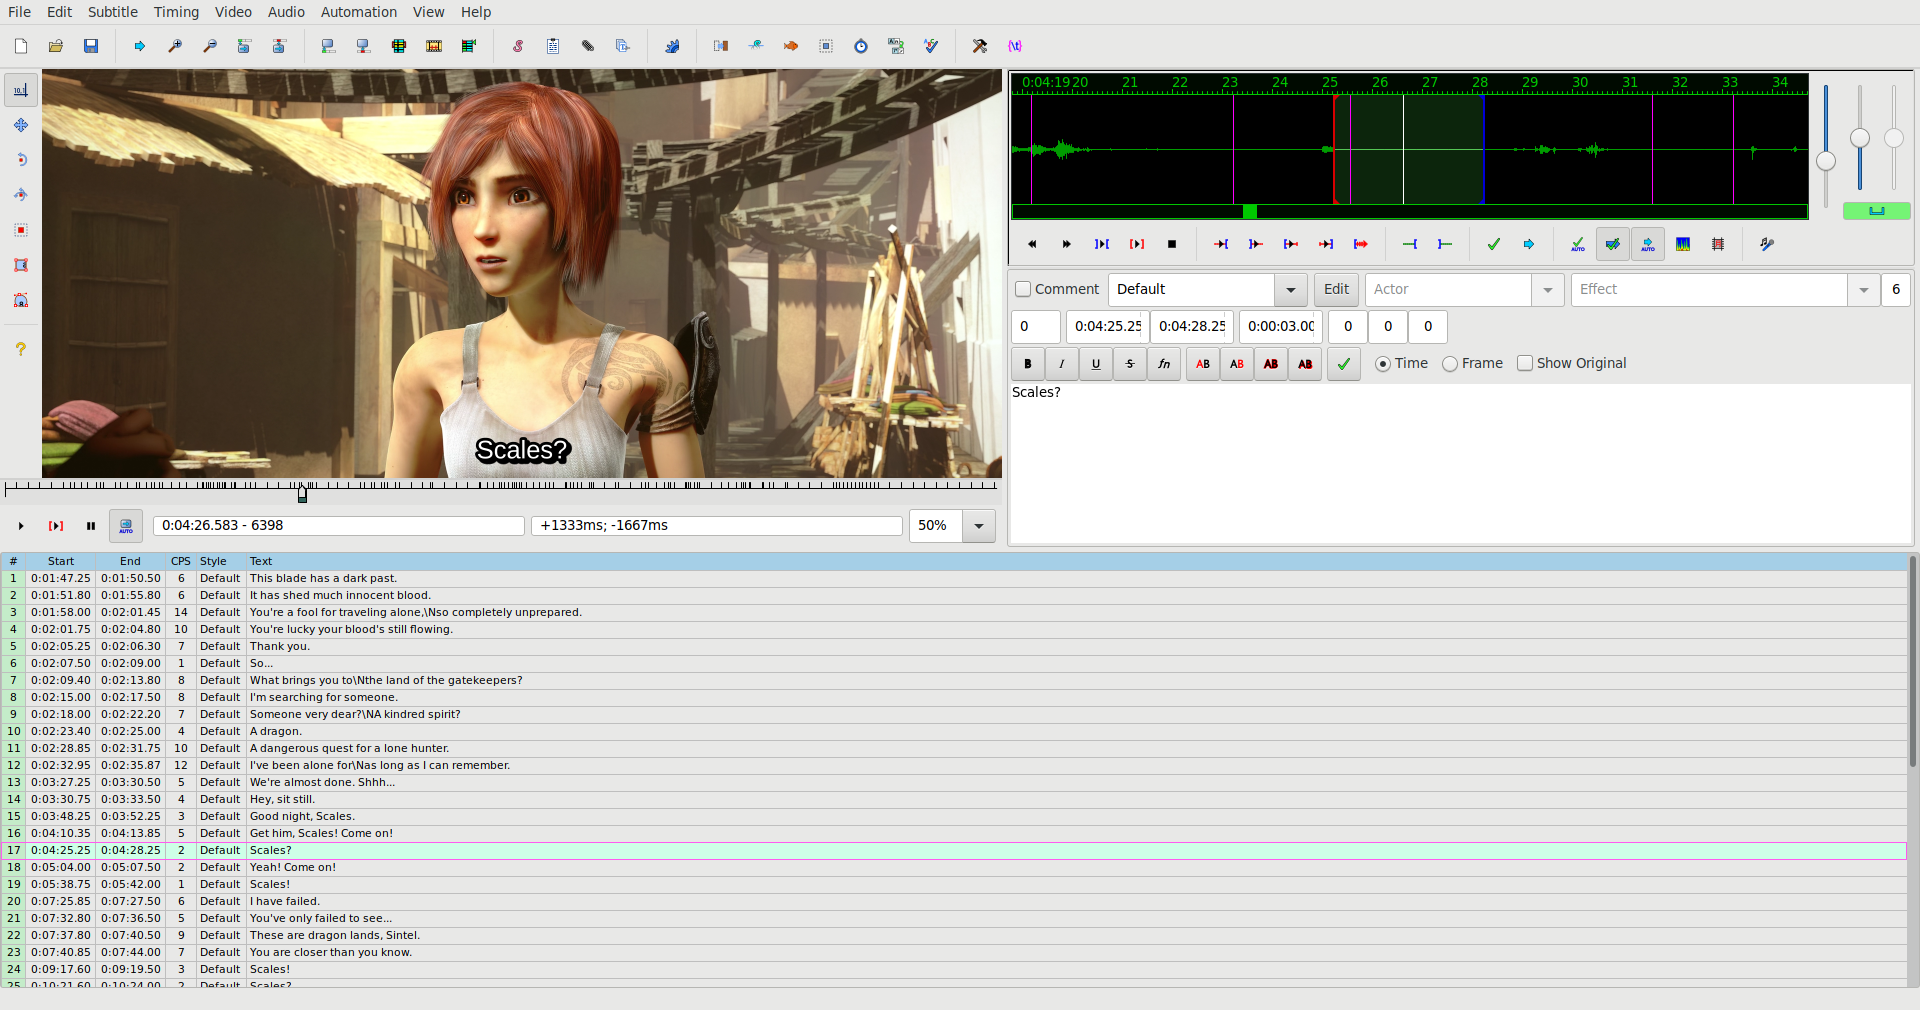 File Edit Subtitle Timing Video Audio Automation View Help
0:04:19 20 21 22 23 24 25 26 27 28 29 30 31 32 33 34
Scales?
Comment Default Edit Actor Effect 6
0 0:04:25.25 0:04:28.25 0:00:03.00 0 0 0
B I U S fn AB AB AB AB Time Frame Show Original
Scales?
0:04:26.583 - 6398 +1333ms; -1667ms 50%
# Start End CPS Style Text
1 0:01:47.25 0:01:50.50 6 Default This blade has a dark past.
2 0:01:51.80 0:01:55.80 6 Default It has shed much innocent blood.
3 0:01:58.00 0:02:01.45 14 Default You're a fool for traveling alone,\Nso completely unprepared.
4 0:02:01.75 0:02:04.80 10 Default You're lucky your blood's still flowing.
5 0:02:05.25 0:02:06.30 7 Default Thank you.
6 0:02:07.50 0:02:09.00 1 Default So...
7 0:02:09.40 0:02:13.80 8 Default What brings you to\Nthe land of the gatekeepers?
8 0:02:15.00 0:02:17.50 8 Default I'm searching for someone.
9 0:02:18.00 0:02:22.20 7 Default Someone very dear?\NA kindred spirit?
10 0:02:23.40 0:02:25.00 4 Default A dragon.
11 0:02:28.85 0:02:31.75 10 Default A dangerous quest for a lone hunter.
12 0:02:32.95 0:02:35.87 12 Default I've been alone for\Nas long as I can remember.
13 0:03:27.25 0:03:30.50 5 Default We're almost done. Shhh...
14 0:03:30.75 0:03:33.50 4 Default Hey, sit still.
15 0:03:48.25 0:03:52.25 3 Default Good night, Scales.
16 0:04:10.35 0:04:13.85 5 Default Get him, Scales! Come on!
17 0:04:25.25 0:04:28.25 2 Default Scales?
18 0:05:04.00 0:05:07.50 2 Default Yeah! Come on!
19 0:05:38.75 0:05:42.00 1 Default Scales!
20 0:07:25.85 0:07:27.50 6 Default I have failed.
21 0:07:32.80 0:07:36.50 5 Default You've only failed to see...
22 0:07:37.80 0:07:40.50 9 Default These are dragon lands, Sintel.
23 0:07:40.85 0:07:44.00 7 Default You are closer than you know.
24 0:09:17.60 0:09:19.50 3 Default Scales!
25 0:10:21.60 0:10:24.00 2 Default Scales?